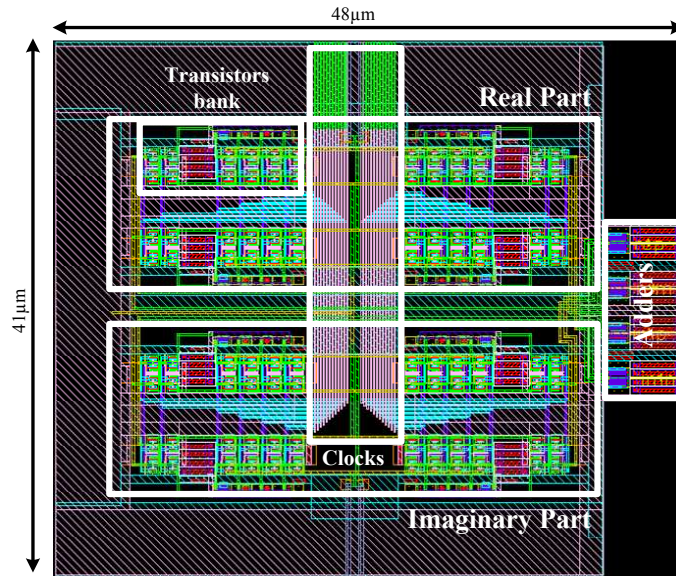 48μm
Transistors
bank
Real Part
41μm
Adders
Clocks
Imaginary Part